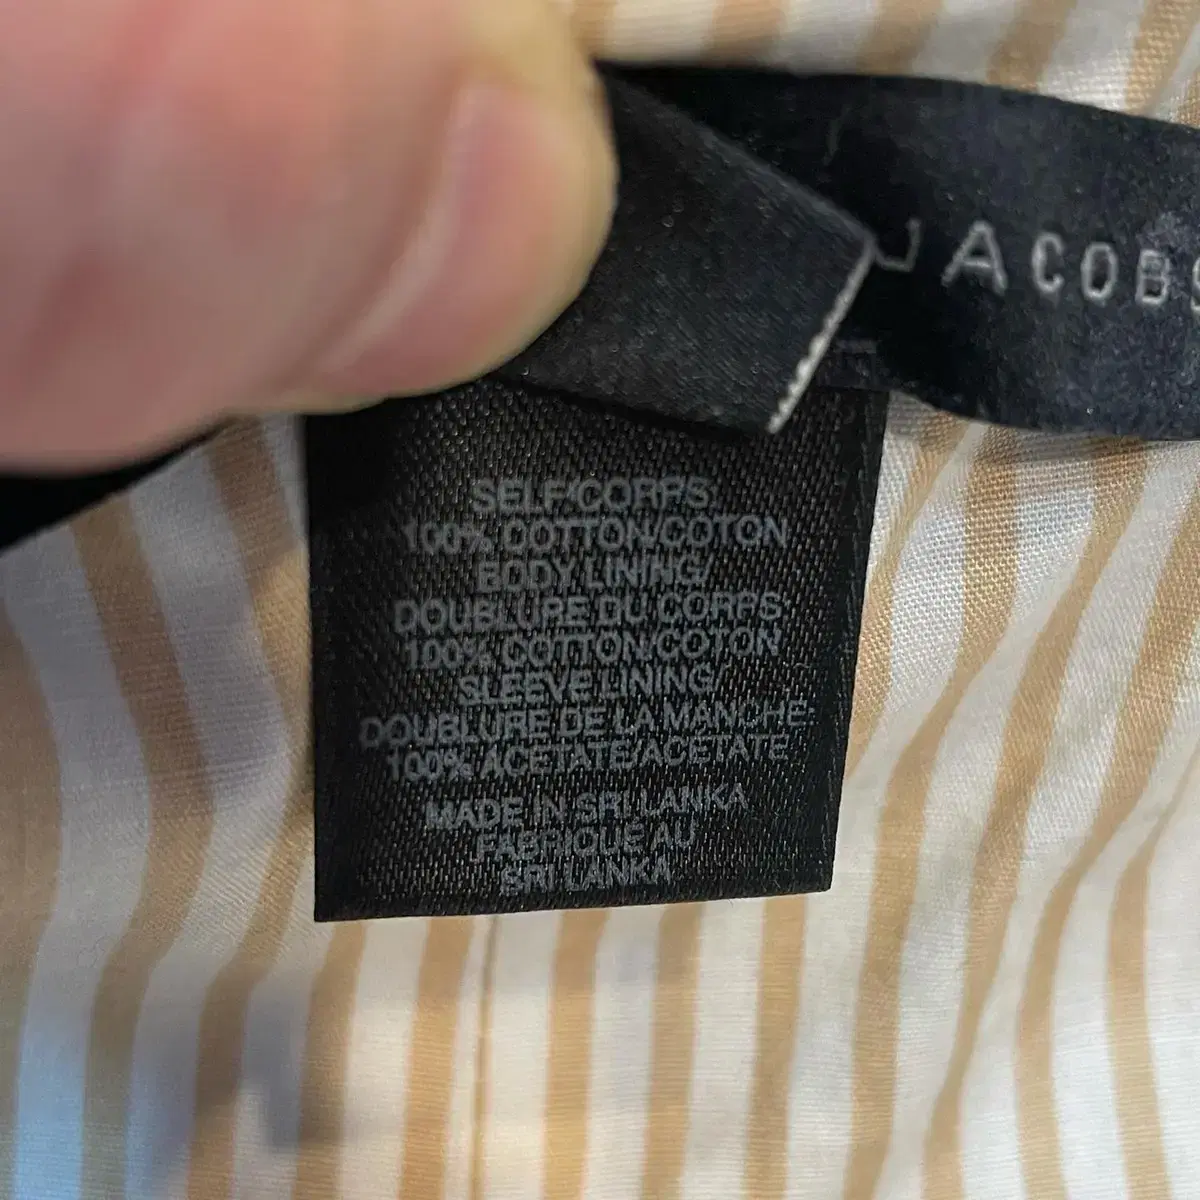 JACOBS
SELF/CORPS:
100% COTTON/COTON
BODY LINING/
DOUBLURE DU CORPS:
100% COTTON/COTON
SLEEVE LINING/
DOUBLURE DE LA MANCHE:
100% ACETATE/ACETATE
MADE IN SRI LANKA
FABRIQUÉ AU
SRI LANKA